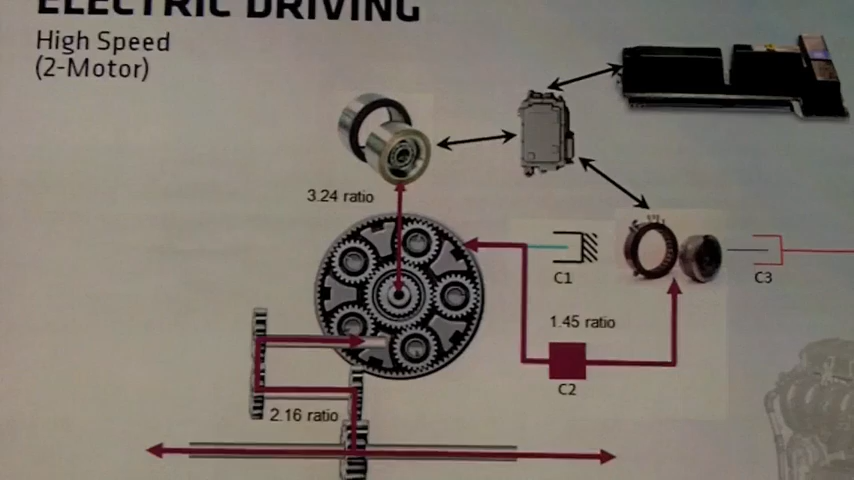 ELECTRIC DRIVING
High Speed
(2-Motor)
3.24 ratio
C1
C3
1.45 ratio
C2
2.16 ratio